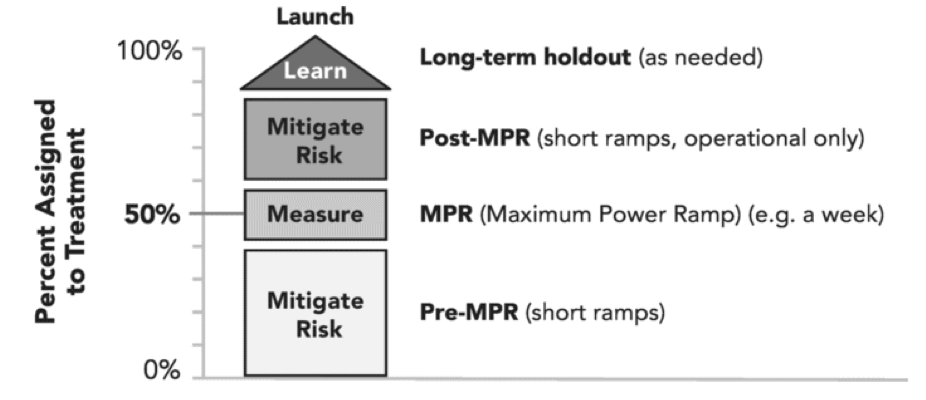 Launch
100%
Learn
Long-term holdout (as needed)
Mitigate
Risk
Post-MPR (short ramps, operational only)
Percent Assigned
to Treatment
50%
Measure
MPR (Maximum Power Ramp) (e.g. a week)
Mitigate
Risk
Pre-MPR (short ramps)
0%